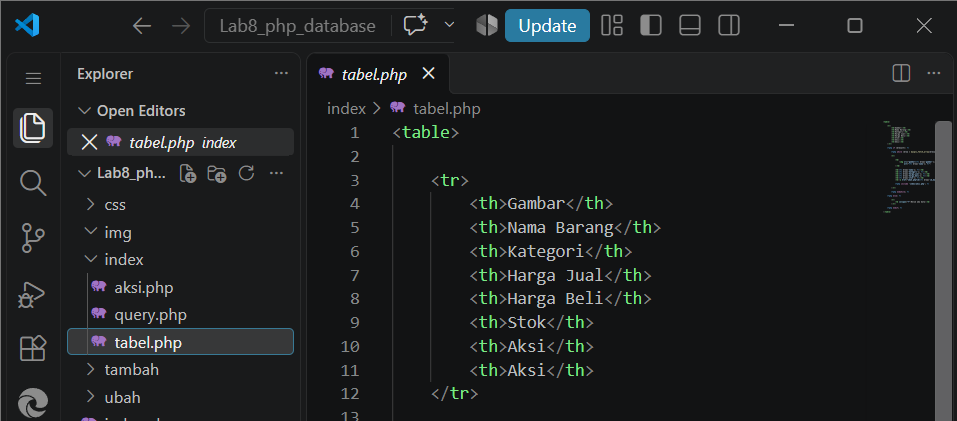 Lab8_php_database
Update
Explorer
Open Editors
tabel.php index
Lab8_ph...
css
img
index
aksi.php
query.php
tabel.php
tambah
ubah
tabel.php
index > tabel.php
1 <table>
2
3 <tr>
4 <th>Gambar</th>
5 <th>Nama Barang</th>
6 <th>Kategori</th>
7 <th>Harga Jual</th>
8 <th>Harga Beli</th>
9 <th>Stok</th>
10 <th>Aksi</th>
11 <th>Aksi</th>
12 </tr>
13